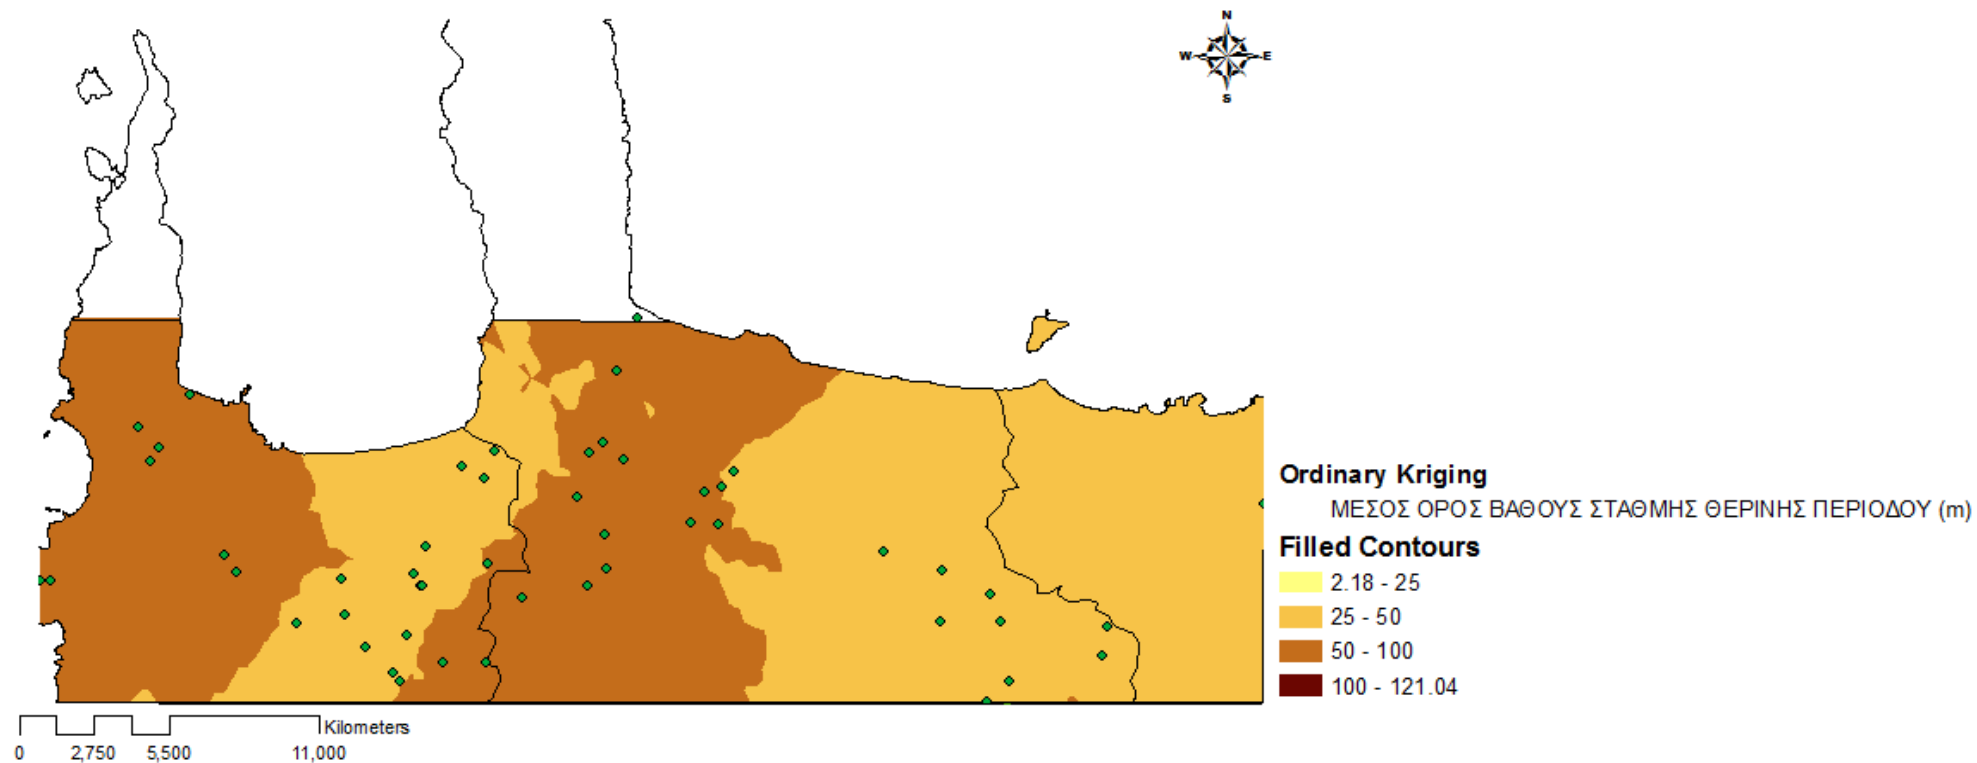 N
W E
S
Ordinary Kriging
ΜΕΣΟΣ ΟΡΟΣ ΒΑΘΟΥΣ ΣΤΑΘΜΗΣ ΘΕΡΙΝΗΣ ΠΕΡΙΟΔΟΥ (m)
Filled Contours
2.18 - 25
25 - 50
50 - 100
100 - 121.04
Kilometers
0 2,750 5,500 11,000